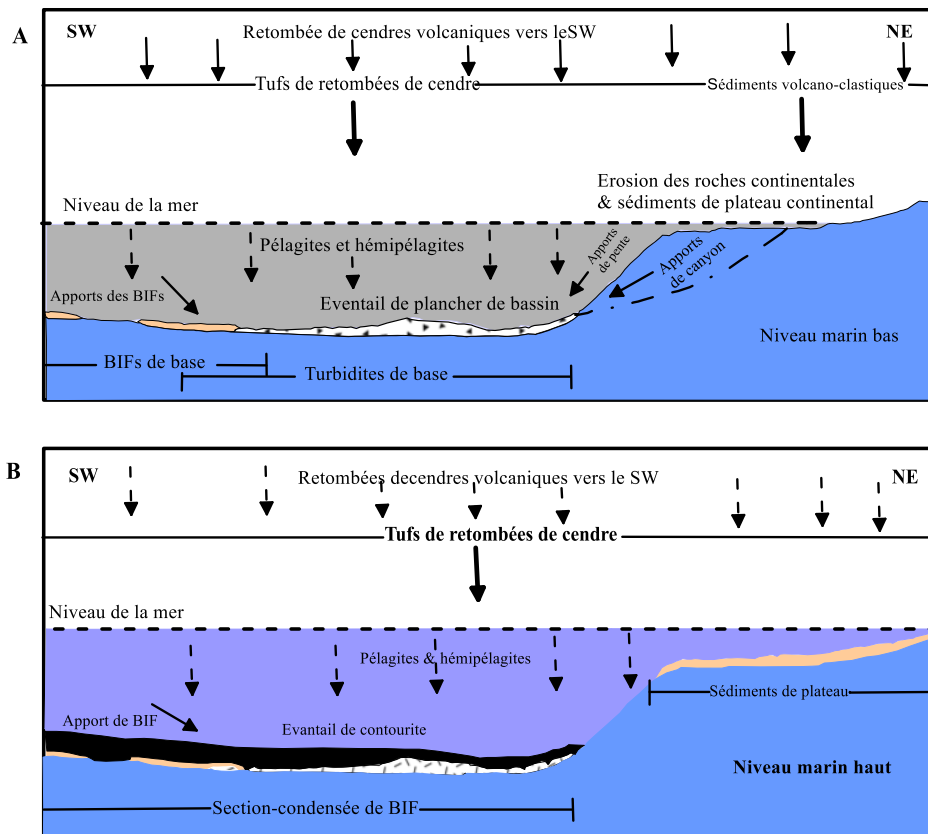 A
SW
Retombée de cendres volcaniques vers leSW
NE
Tufs de retombées de cendre
Sédiments volcano-clastiques
Erosion des roches continentales
& sédiments de plateau continental
Niveau de la mer
Pélagites et hémipélagites
Apports
de pente
Apports
de canyon
Apports des BIFs
Eventail de plancher de bassin
Niveau marin bas
BIFs de base
Turbidites de base
B
SW
Retombées decendres volcaniques vers le SW
NE
Tufs de retombées de cendre
Niveau de la mer
Pélagites & hémipélagites
Sédiments de plateau
Apport de BIF
Evantail de contourite
Niveau marin haut
Section-condensée de BIF